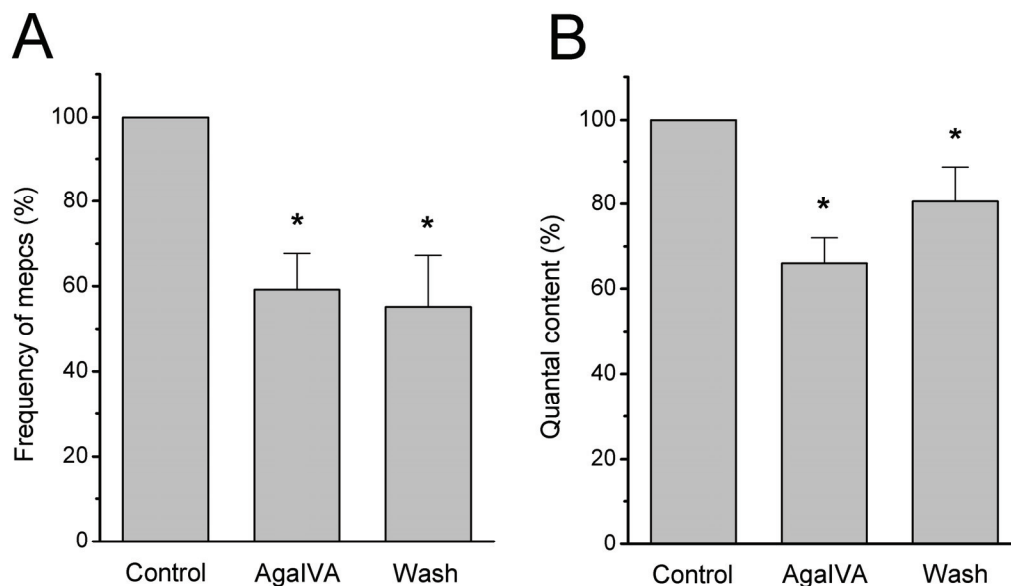 A
Frequency of mepcs (%)
100
80
60
40
20
0
*
*
Control AgaIVA Wash
B
Quantal content (%)
100
80
60
40
20
0
*
*
Control AgaIVA Wash